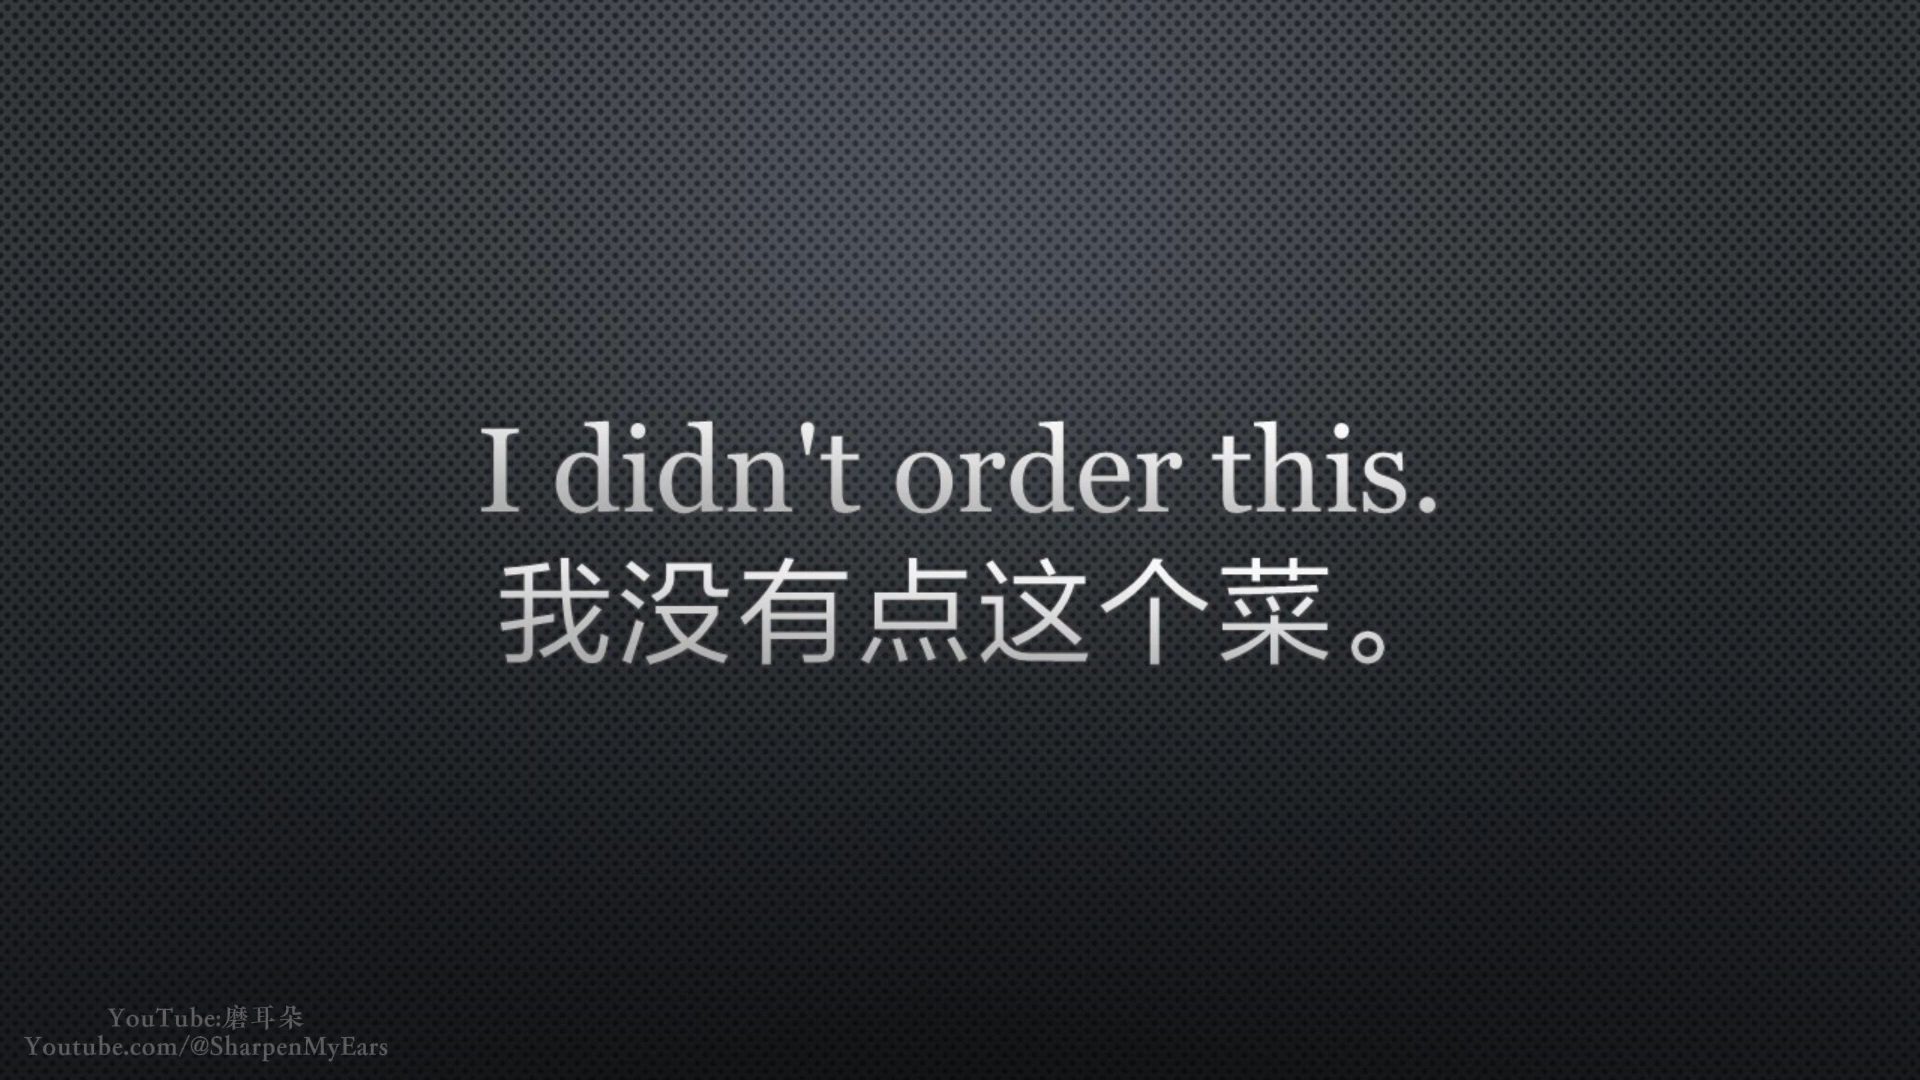 I didn't order this.
我没有点这个菜。
YouTube:磨耳朵
Youtube.com/@SharpenMyEars